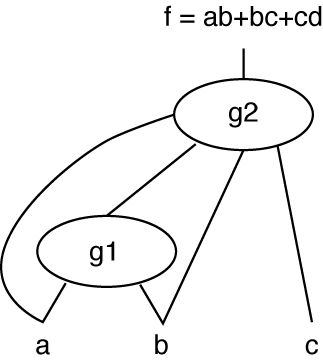 f = ab+bc+cd
g2
g1
a b c